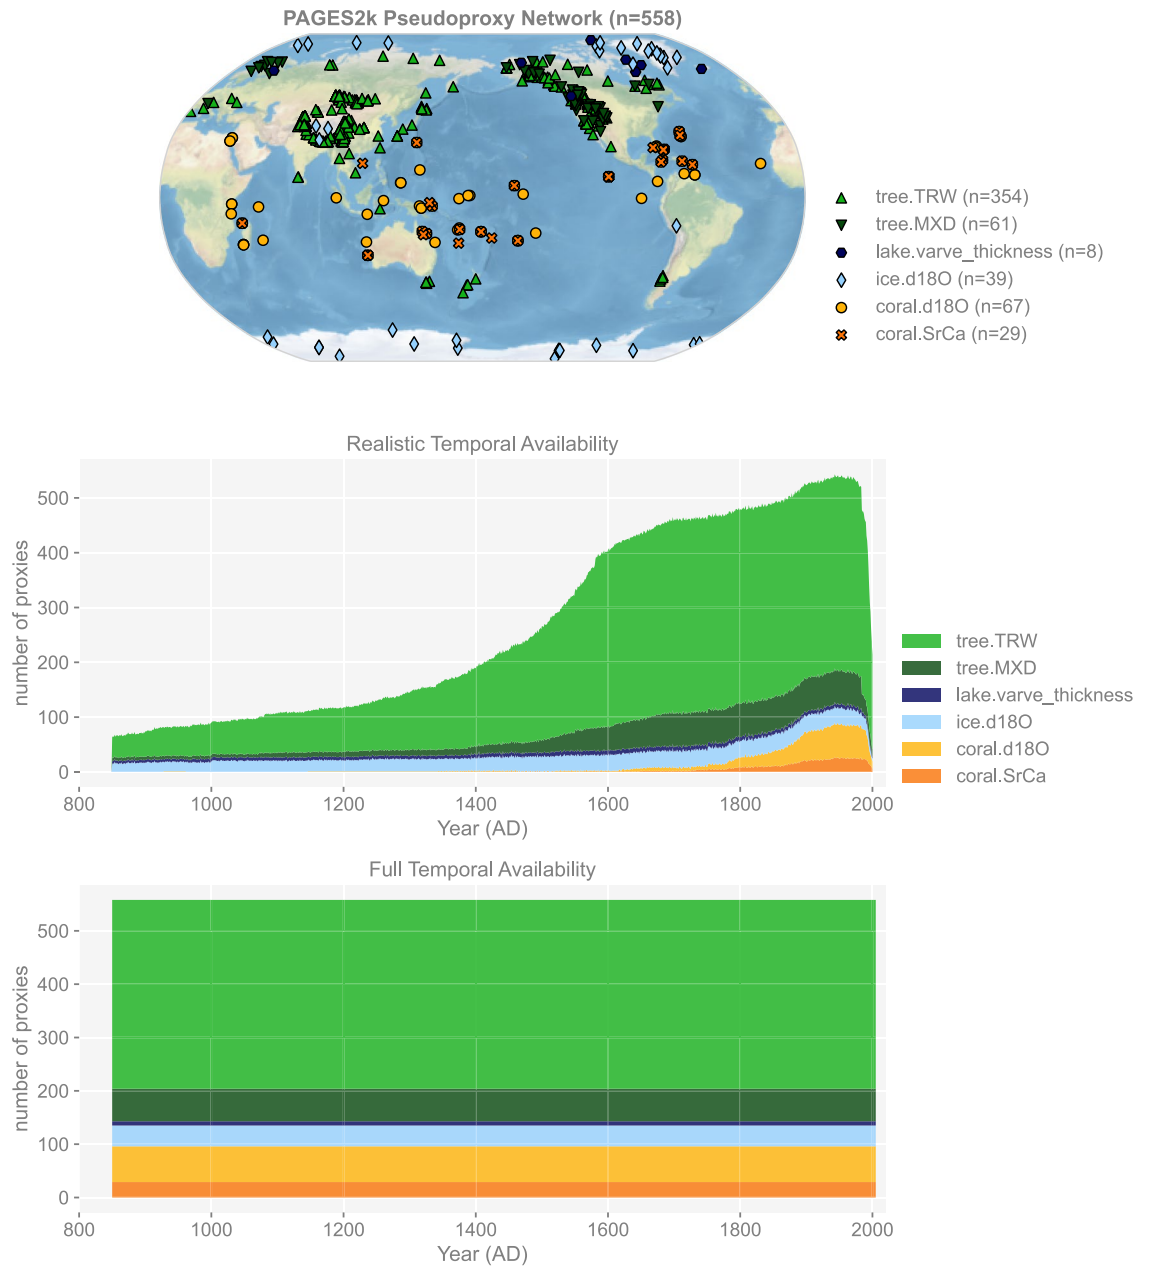 PAGES2k Pseudoproxy Network (n=558)
tree.TRW (n=354)
tree.MXD (n=61)
lake.varve_thickness (n=8)
ice.d18O (n=39)
coral.d18O (n=67)
coral.SrCa (n=29)
Realistic Temporal Availability
number of proxies
500
400
300
200
100
0
800 1000 1200 1400 1600 1800 2000
Year (AD)
tree.TRW
tree.MXD
lake.varve_thickness
ice.d18O
coral.d18O
coral.SrCa
Full Temporal Availability
number of proxies
500
400
300
200
100
0
800 1000 1200 1400 1600 1800 2000
Year (AD)